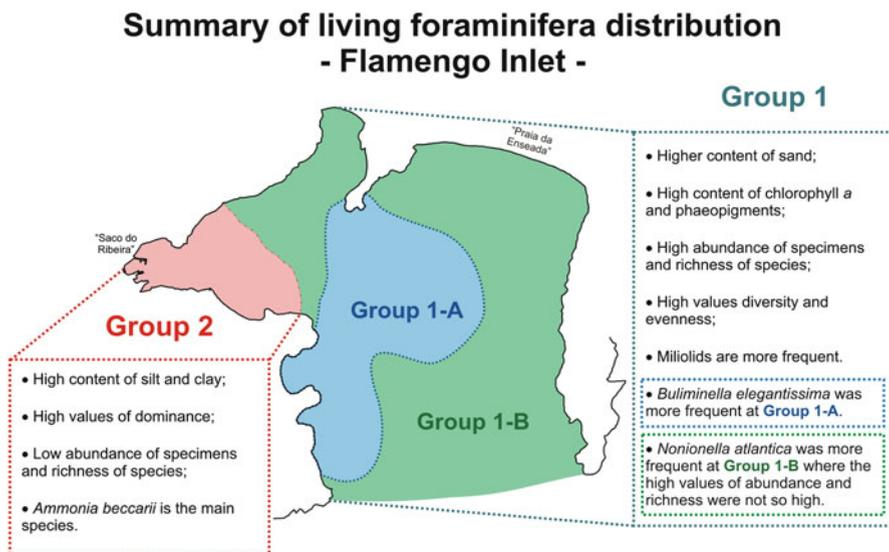 Summary of living foraminifera distribution
- Flamengo Inlet -
Group 1
"Praia da
Enseada"
• Higher content of sand;
• High content of chlorophyll a
and phaeopigments;
• High abundance of specimens
and richness of species;
• High values diversity and
evenness;
• Miliolids are more frequent.
• Buliminella elegantissima was
more frequent at Group 1-A.
• Nonionella atlantica was more
frequent at Group 1-B where the
high values of abundance and
richness were not so high.
"Saco do
Ribeira"
Group 1-A
Group 1-B
Group 2
• High content of silt and clay;
• High values of dominance;
• Low abundance of specimens
and richness of species;
• Ammonia beccarii is the main
species.